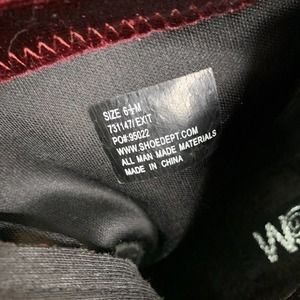 SIZE 6½M
731147/EXIT
PO#:95022
WWW.SHOEDEPT.COM
ALL MAN MADE MATERIALS
MADE IN CHINA